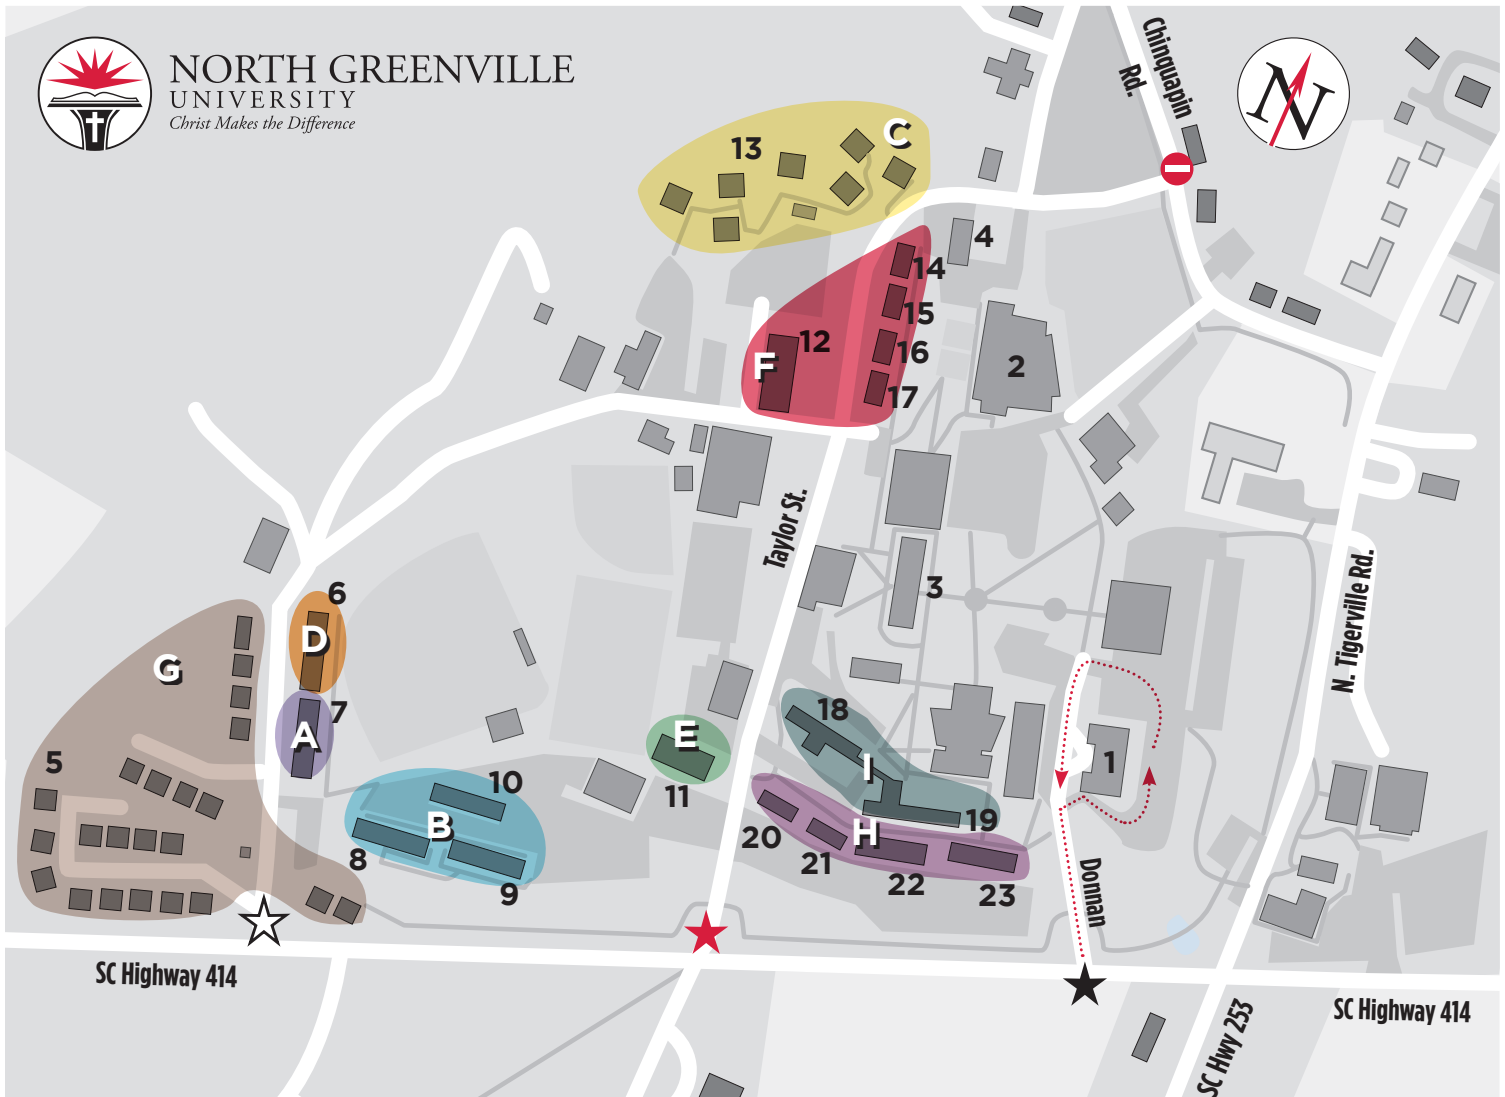 NORTH GREENVILLE
UNIVERSITY
Christ Makes the Difference
Chinquapin
Rd.
N
C
13
4
14
15
12
16
F
2
17
Taylor St.
3
6
D
N. Tigerville Rd.
G
7
A
E
18
I
5
10
11
1
B
8
9
19
H
20
21
22
23
Donnan
SC Highway 414
SC Highway 414
SC Hwy 253